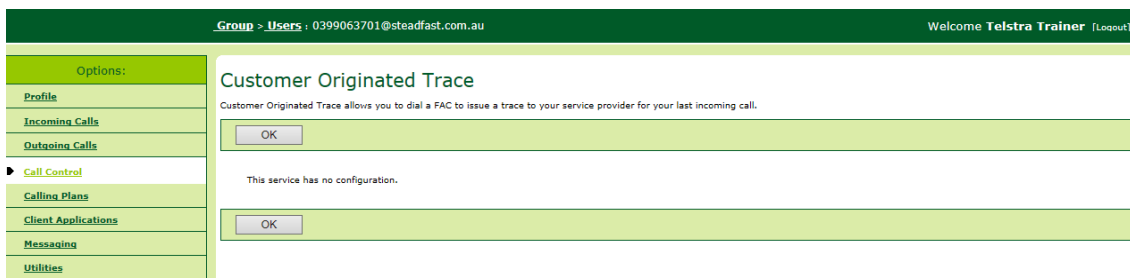 Group > Users : 0399063701@steadfast.com.au
Welcome Telstra Trainer [Logout]
Options:
Profile
Incoming Calls
Outgoing Calls
Call Control
Calling Plans
Client Applications
Messaging
Utilities
Customer Originated Trace
Customer Originated Trace allows you to dial a FAC to issue a trace to your service provider for your last incoming call.
OK
This service has no configuration.
OK